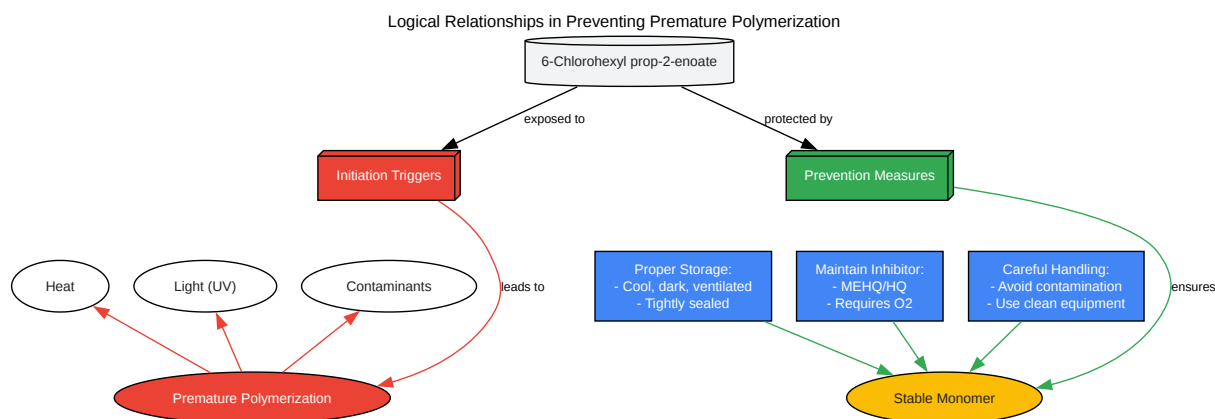 Logical Relationships in Preventing Premature Polymerization
6-Chlorohexyl prop-2-enoate
exposed to
protected by
Initiation Triggers
Prevention Measures
Heat
Light (UV)
Contaminants
leads to
Proper Storage:
- Cool, dark, ventilated
- Tightly sealed
Maintain Inhibitor:
- MEHQ/HQ
- Requires O2
Careful Handling:
- Avoid contamination
- Use clean equipment
ensures
Premature Polymerization
Stable Monomer